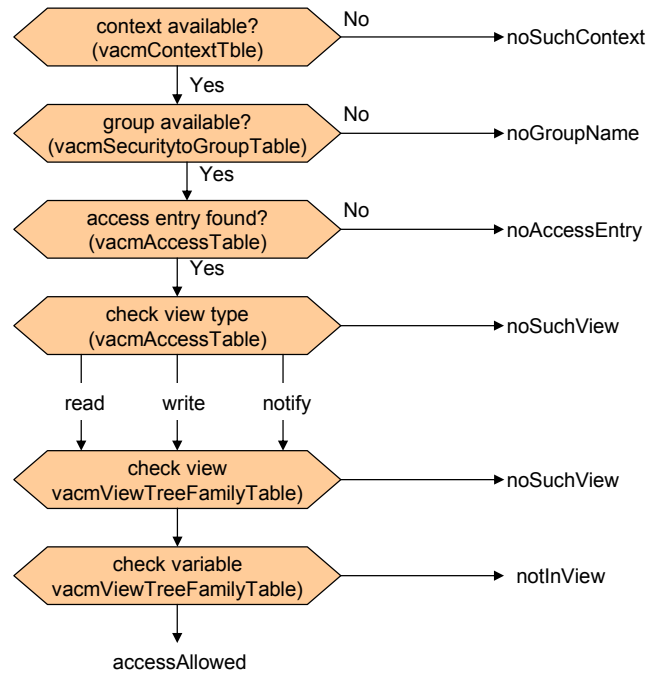 context available?
(vacmContextTble)
No
noSuchContext
Yes
group available?
(vacmSecuritytoGroupTable)
No
noGroupName
Yes
access entry found?
(vacmAccessTable)
No
noAccessEntry
Yes
check view type
(vacmAccessTable)
noSuchView
read write notify
check view
vacmViewTreeFamilyTable)
noSuchView
check variable
vacmViewTreeFamilyTable)
notInView
accessAllowed